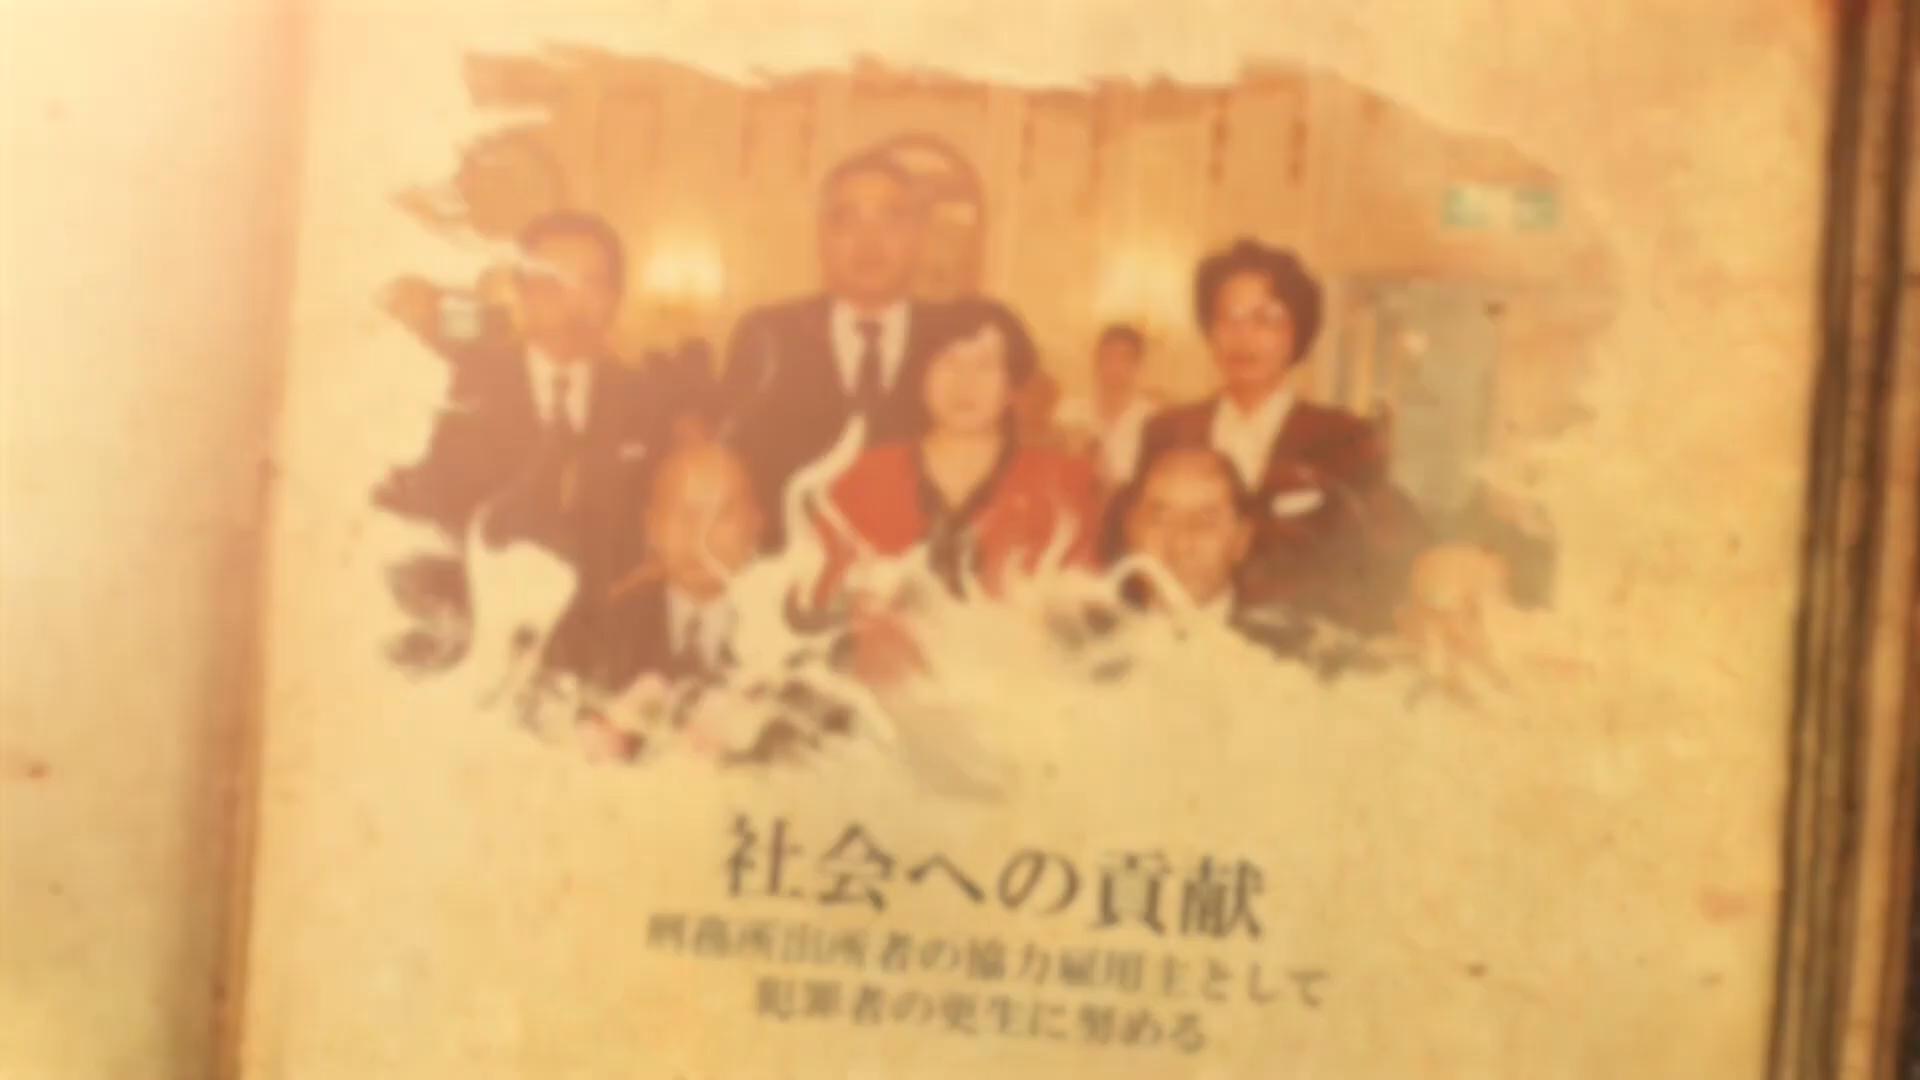 社会への貢献
刑務所出所者の協力雇用主として
犯罪者の更生に努める